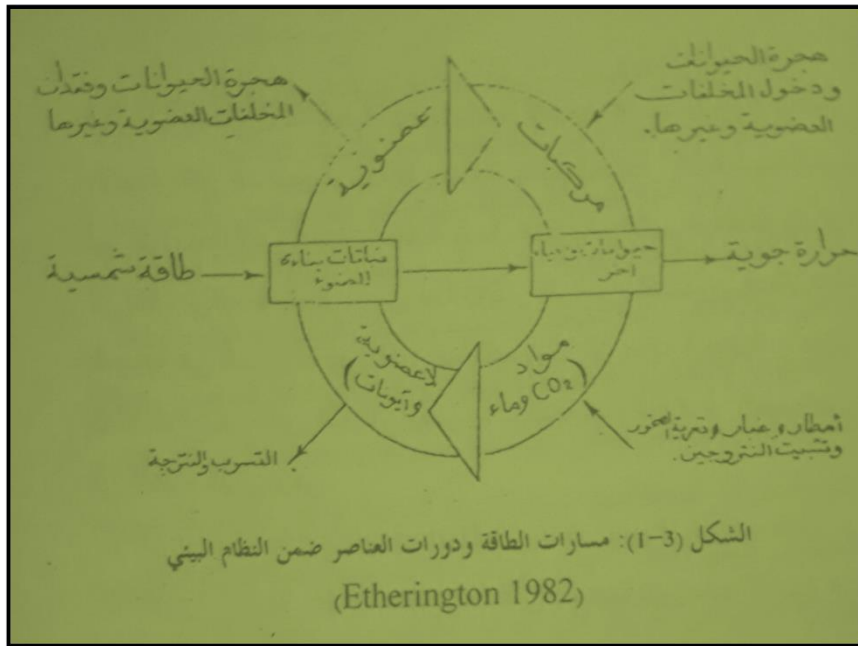 هجرة الحيوانات
ودخول المخلفات
العضوية وغيرها.
هجرة الحيوانات وفقدان
المخلفات العضوية وغيرها
مركبات
عضوية
طاقة شمسية
نباتات بناءة
الضوء
حرارة جوية
مواد
(CO2 وماء
لاعضوية
وأيونات)
أمطار وغبار وتعرية الصخور
وتثبيت النتروجين.
التسرب والنترجة
الشكل (3-1): مسارات الطاقة ودورات العناصر ضمن النظام البيئي
(Etherington 1982)